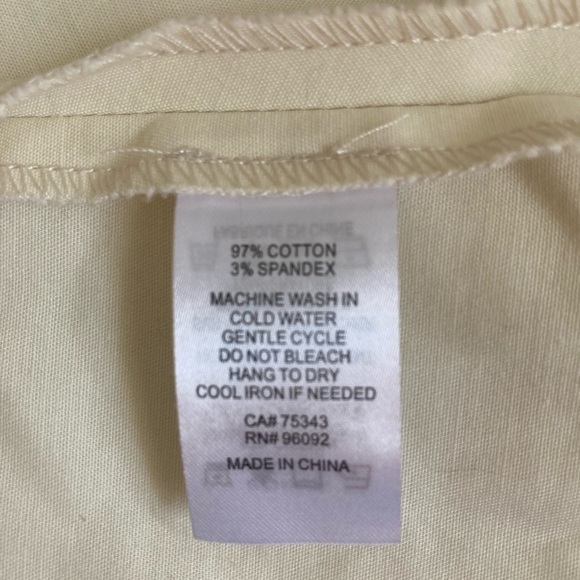 97% COTTON
3% SPANDEX
MACHINE WASH IN
COLD WATER
GENTLE CYCLE
DO NOT BLEACH
HANG TO DRY
COOL IRON IF NEEDED
CA# 75343
RN# 96092
MADE IN CHINA